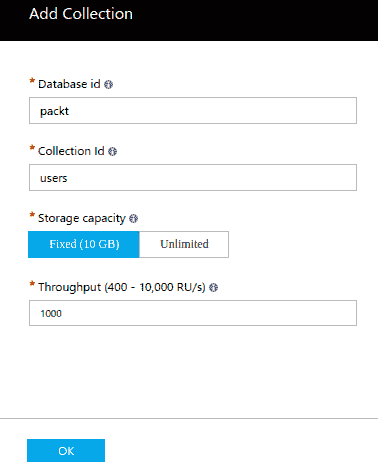 Add Collection
* Database id
packt
* Collection Id
users
* Storage capacity
Fixed (10 GB) Unlimited
* Throughput (400 - 10,000 RU/s)
1000
OK